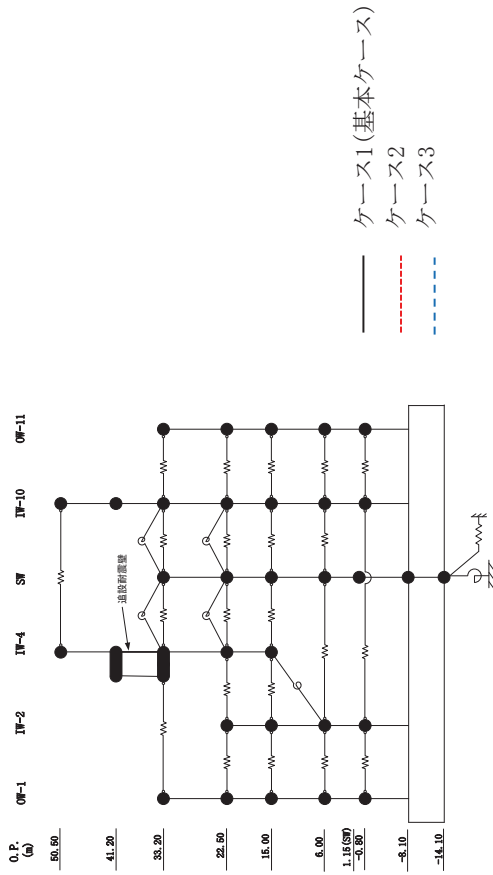 O.P.
(m)
OW-1
IW-2
IW-4
SW
IW-10
OW-11
50.50
41.20
33.20
22.50
15.00
6.00
1.15(SW)
-0.80
-8.10
-14.10
追設耐震壁
ケース1(基本ケース)
ケース2
ケース3